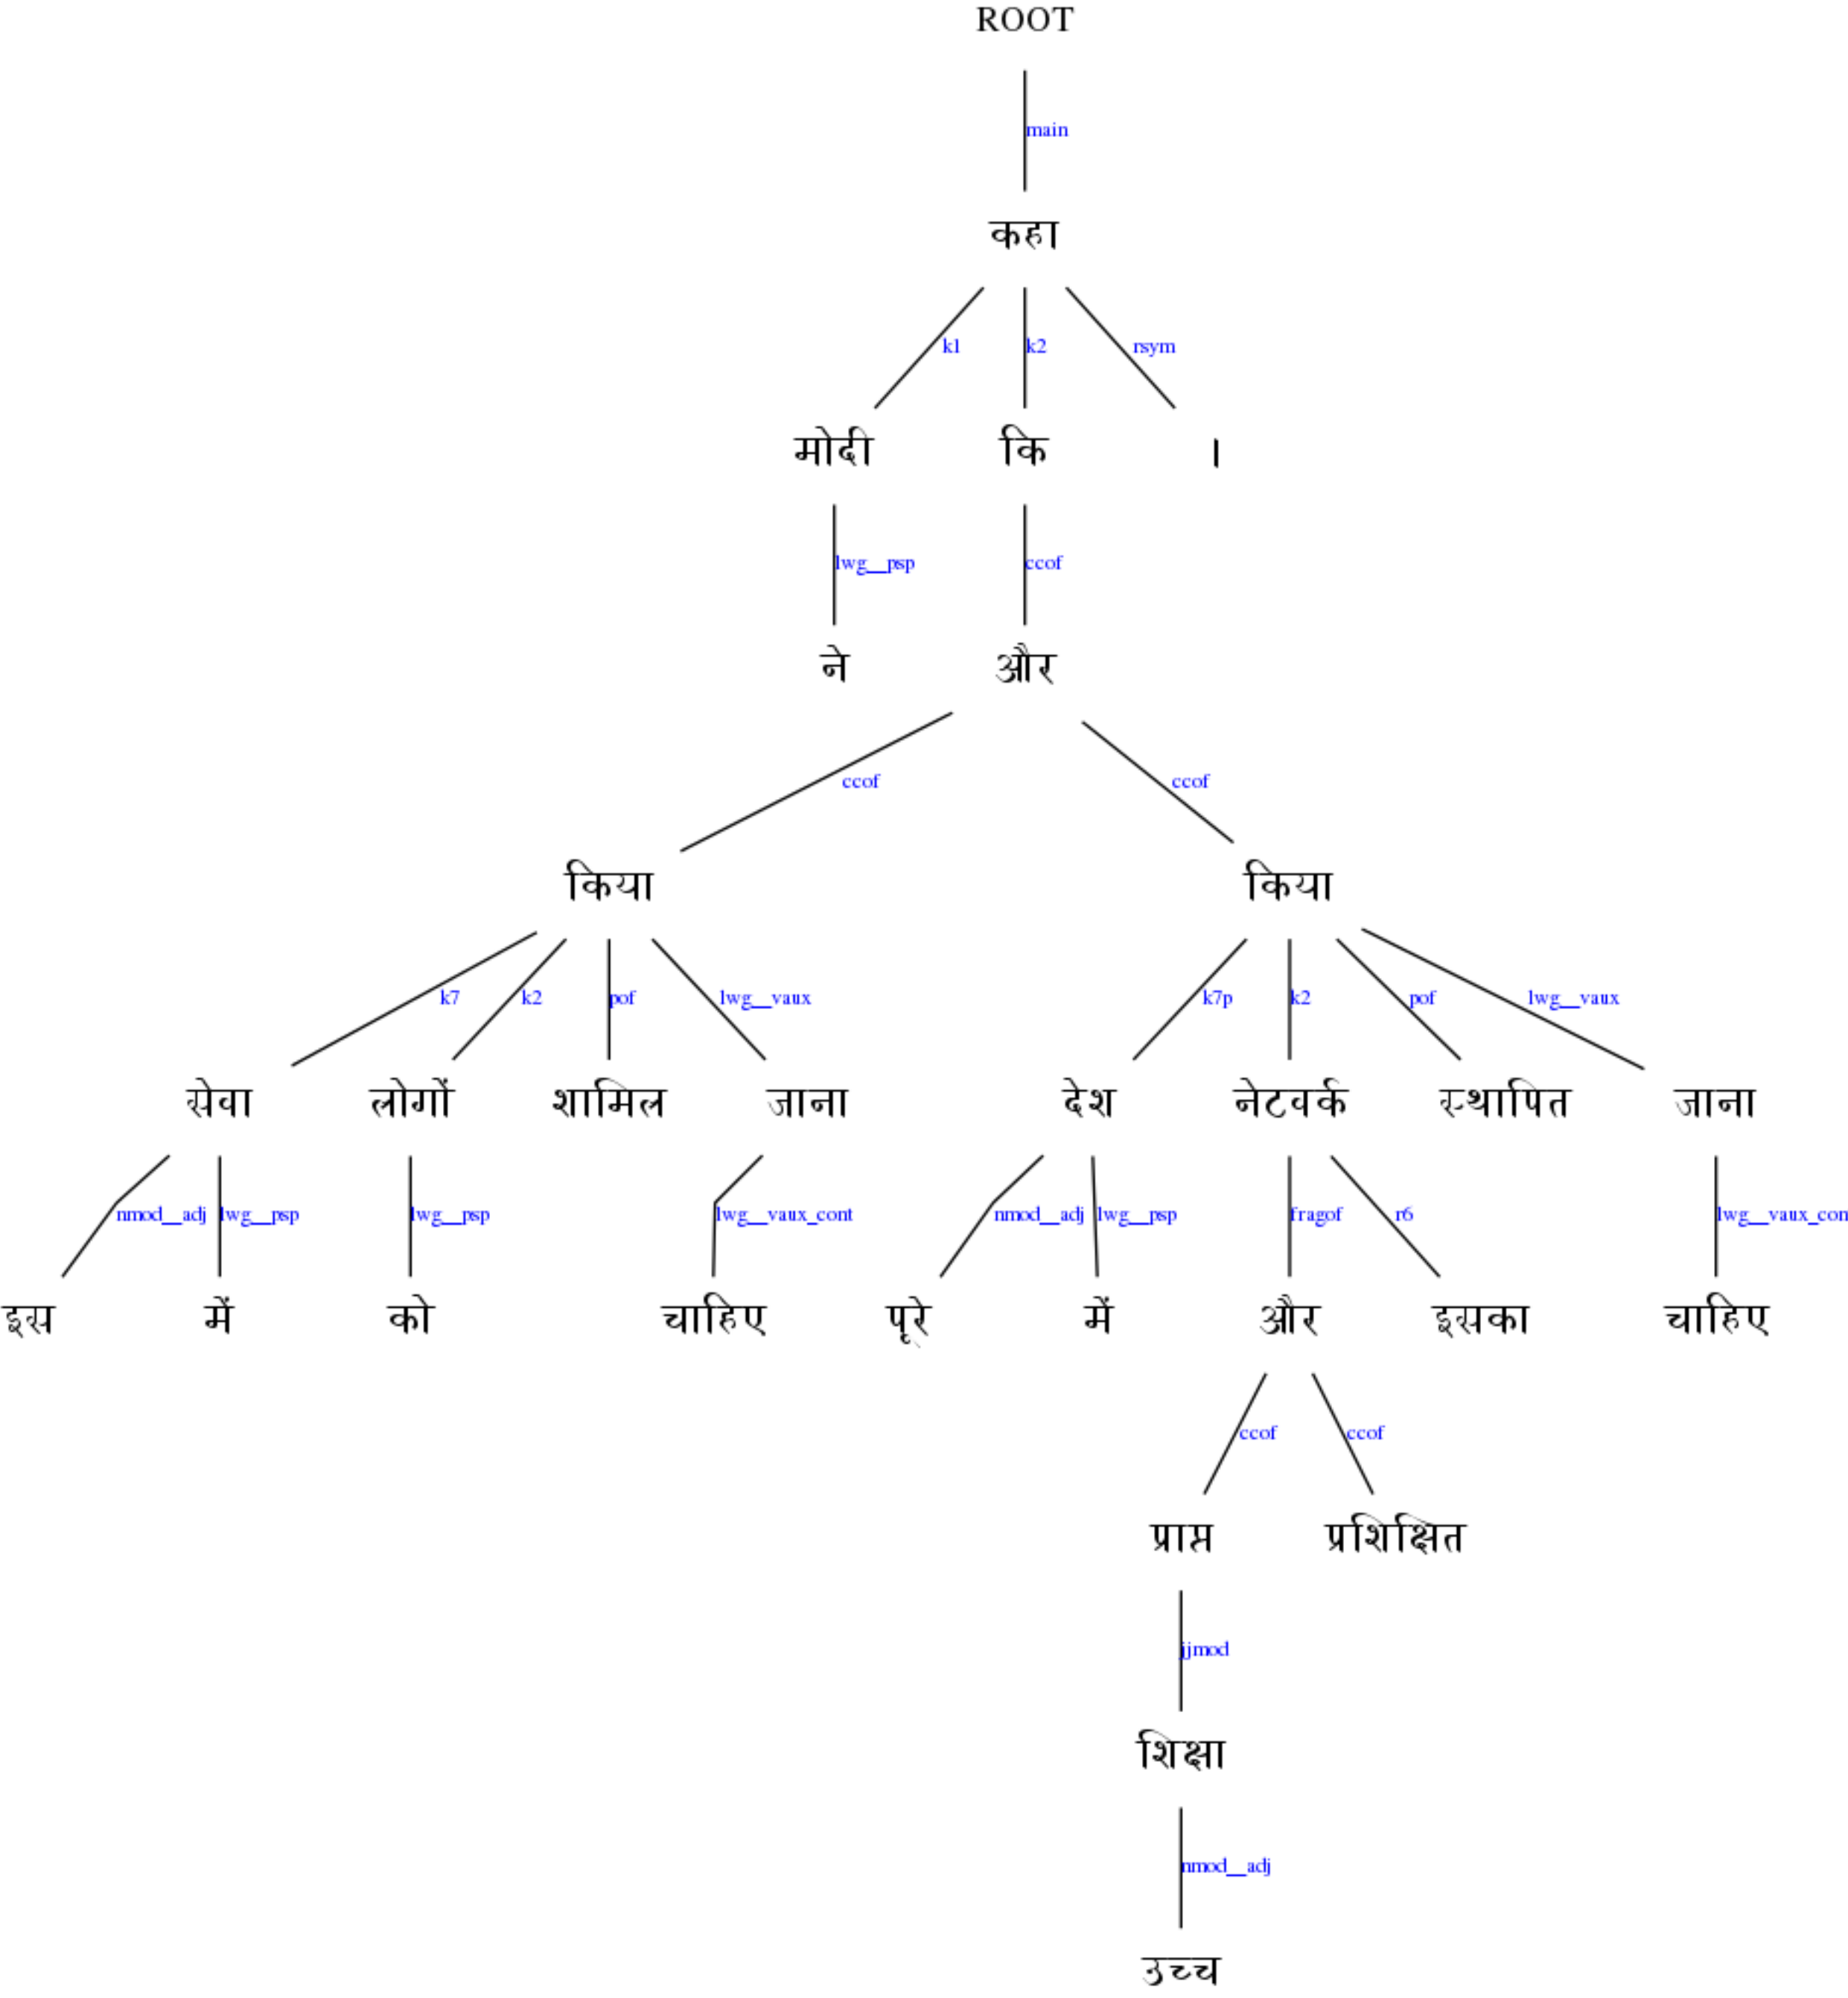 ROOT
main
कहा
k1 k2 rsym
मोदी कि ।
lwg__psp ccof
ने और
ccof ccof
किया किया
k7 k2 pof lwg__vaux k7p k2 pof lwg__vaux
सेवा लोगों शामिल जाना देश नेटवर्क स्थापित जाना
nmod__adj lwg__psp lwg__psp lwg__vaux_cont nmod__adj lwg__psp fragof r6 lwg__vaux_con
इस में को चाहिए पूरे में और इसका चाहिए
ccof ccof
प्राप्त प्रशिक्षित
jjmod
शिक्षा
nmod__adj
उच्च